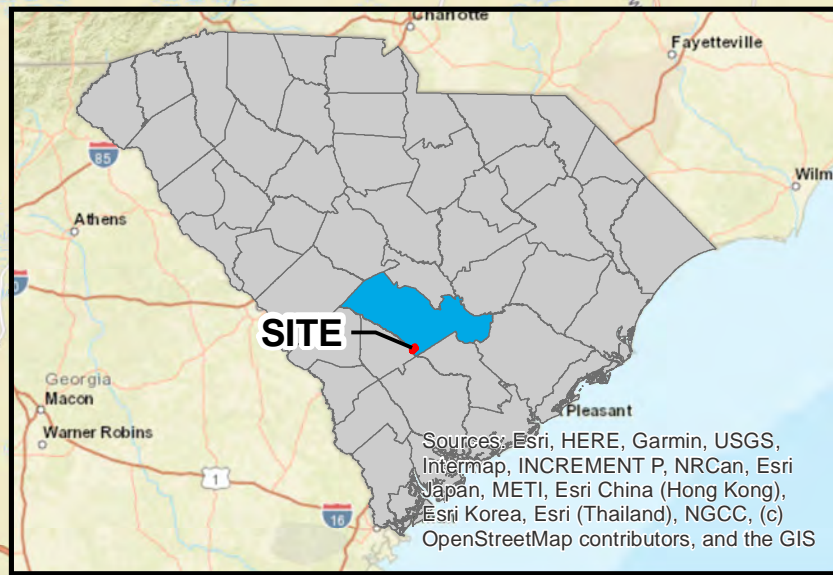 Charlotte
Fayetteville
85
Wilm
Athens
SITE
Georgia
Macon
Pleasant
Warner Robins
Sources: Esri, HERE, Garmin, USGS,
Intermap, INCREMENT P, NRCan, Esri
Japan, METI, Esri China (Hong Kong),
Esri Korea, Esri (Thailand), NGCC, (c)
OpenStreetMap contributors, and the GIS
1
16